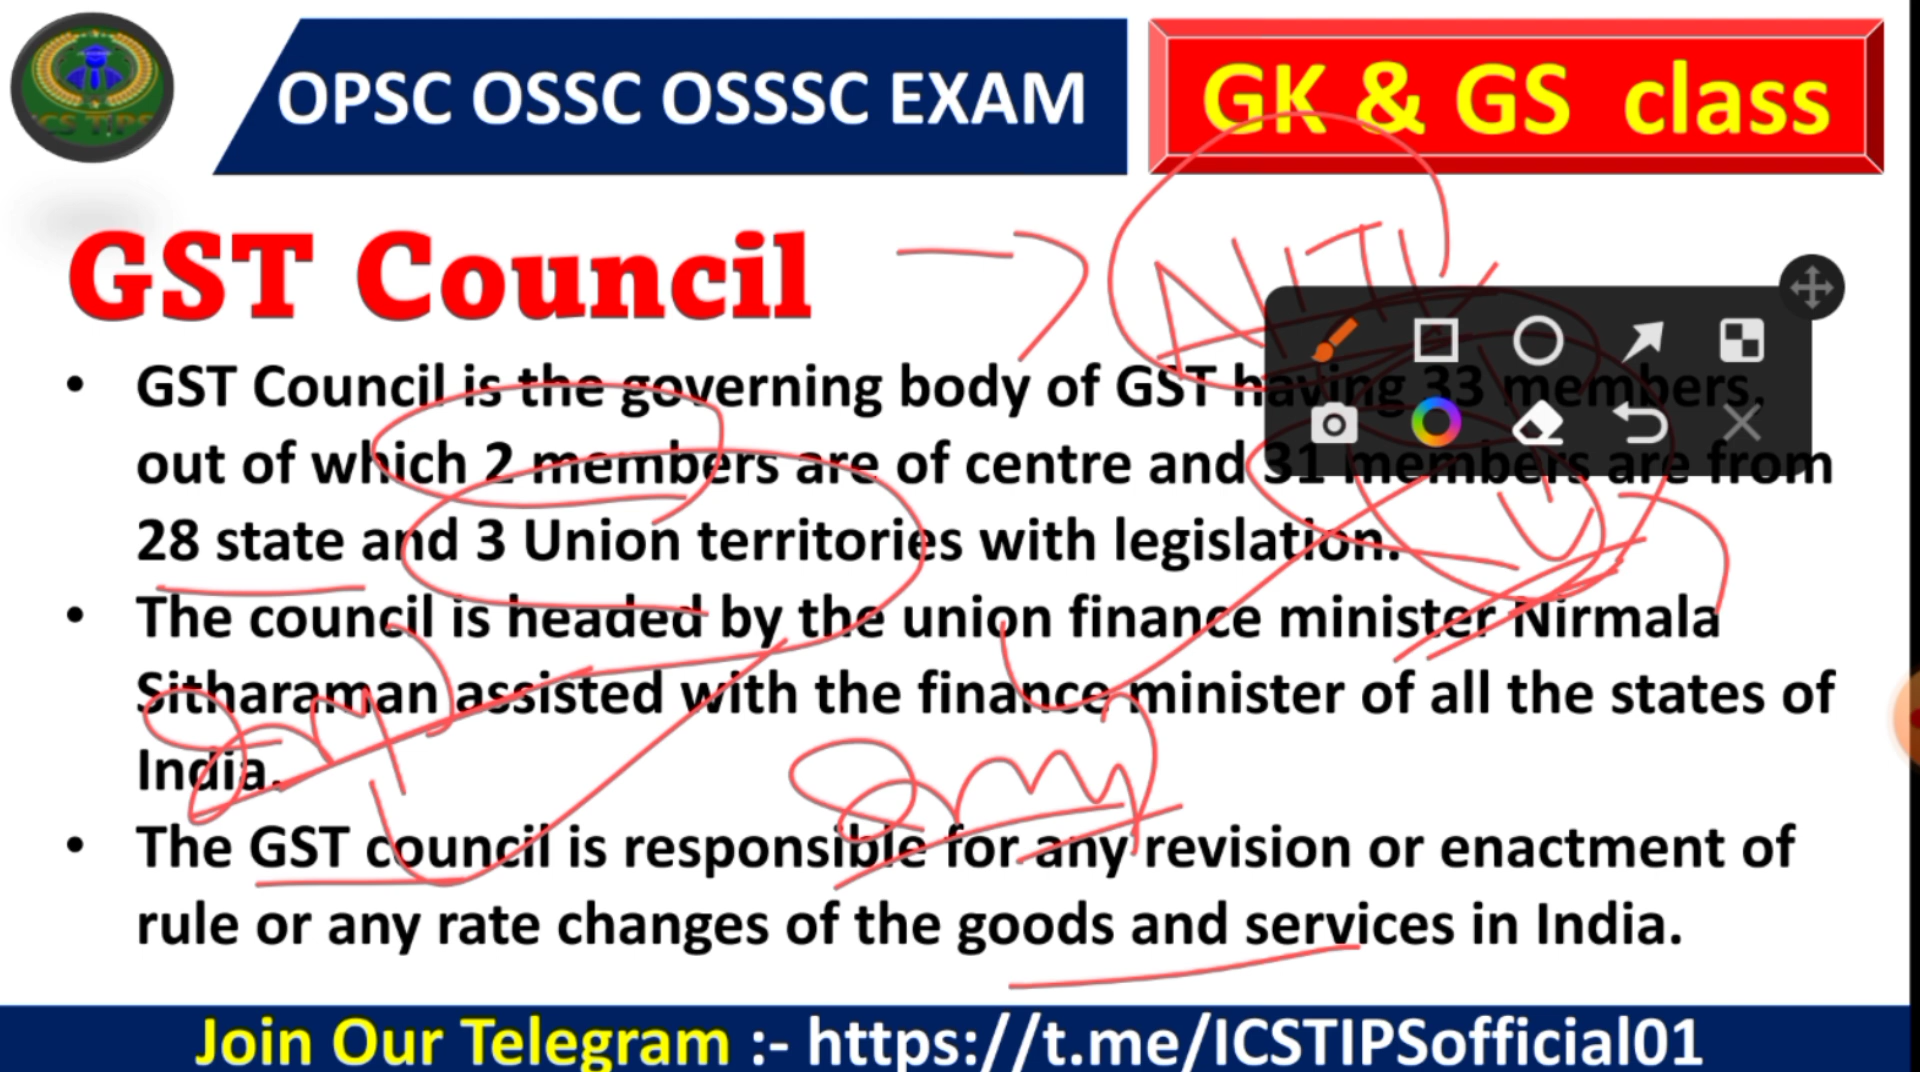 OPSC OSSC OSSSC EXAM
GK & GS class
ICS TIPS
GST Council
NITI
• GST Council is the governing body of GST having 33 members,
out of which 2 members are of centre and 31 members are from
28 state and 3 Union territories with legislation.
• The council is headed by the union finance minister Nirmala
Sitharaman assisted with the finance minister of all the states of
India.
• The GST council is responsible for any revision or enactment of
rule or any rate changes of the goods and services in India.
Join Our Telegram :- https://t.me/ICSTIPSofficial01